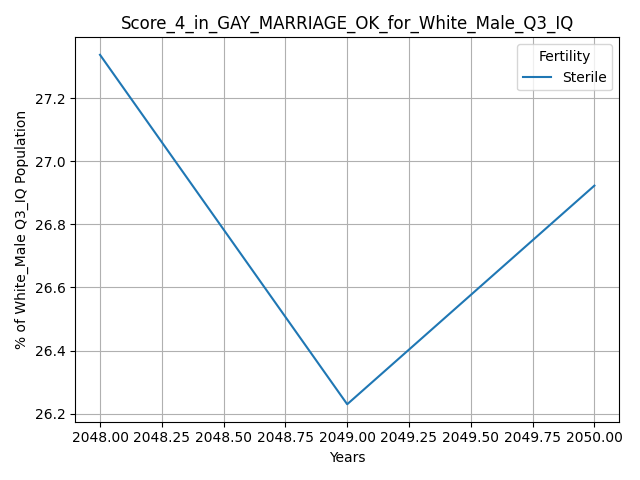 Score_4_in_GAY_MARRIAGE_OK_for_White_Male_Q3_IQ
Fertility
Sterile
% of White_Male Q3_IQ Population
27.2
27.0
26.8
26.6
26.4
26.2
2048.00 2048.25 2048.50 2048.75 2049.00 2049.25 2049.50 2049.75 2050.00
Years